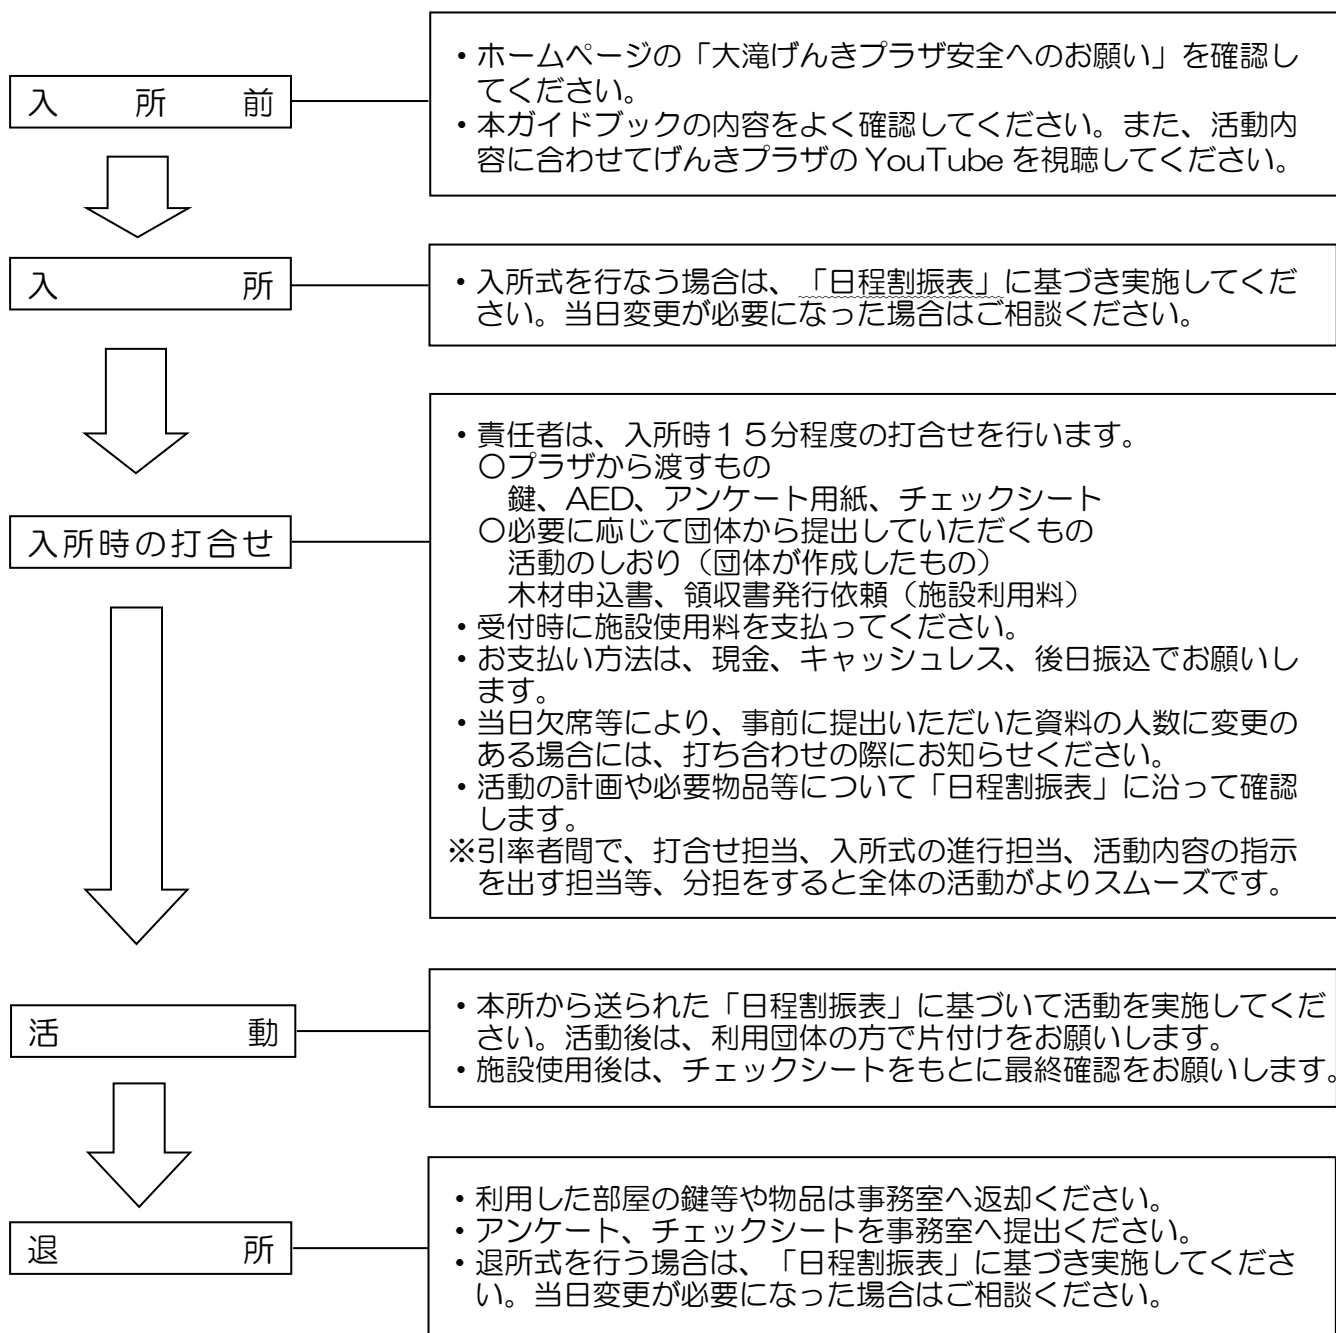 入所前
・ホームページの「大滝げんきプラザ安全へのお願い」を確認し
てください。
・本ガイドブックの内容をよく確認してください。また、活動内
容に合わせてげんきプラザの YouTube を視聴してください。
入所
・入所式を行なう場合は、「日程割振表」に基づき実施してくだ
さい。当日変更が必要になった場合はご相談ください。
入所時の打合せ
・責任者は、入所時１５分程度の打合せを行います。
〇プラザから渡すもの
鍵、AED、アンケート用紙、チェックシート
〇必要に応じて団体から提出していただくもの
活動のしおり（団体が作成したもの）
木材申込書、領収書発行依頼（施設利用料）
・受付時に施設使用料を支払ってください。
・お支払い方法は、現金、キャッシュレス、後日振込でお願いし
ます。
・当日欠席等により、事前に提出いただいた資料の人数に変更の
ある場合には、打ち合わせの際にお知らせください。
・活動の計画や必要物品等について「日程割振表」に沿って確認
します。
※引率者間で、打合せ担当、入所式の進行担当、活動内容の指示
を出す担当等、分担をすると全体の活動がよりスムーズです。
活動
・本所から送られた「日程割振表」に基づいて活動を実施してくだ
さい。活動後は、利用団体の方で片付けをお願いします。
・施設使用後は、チェックシートをもとに最終確認をお願いします。
退所
・利用した部屋の鍵等や物品は事務室へ返却ください。
・アンケート、チェックシートを事務室へ提出ください。
・退所式を行う場合は、「日程割振表」に基づき実施してくださ
い。当日変更が必要になった場合はご相談ください。